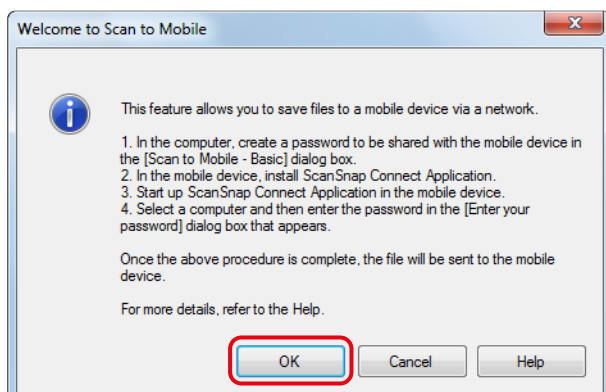 Welcome to Scan to Mobile
This feature allows you to save files to a mobile device via a network.
1. In the computer, create a password to be shared with the mobile device in
the [Scan to Mobile - Basic] dialog box.
2. In the mobile device, install ScanSnap Connect Application.
3. Start up ScanSnap Connect Application in the mobile device.
4. Select a computer and then enter the password in the [Enter your
password] dialog box that appears.
Once the above procedure is complete, the file will be sent to the mobile
device.
For more details, refer to the Help.
OK Cancel Help